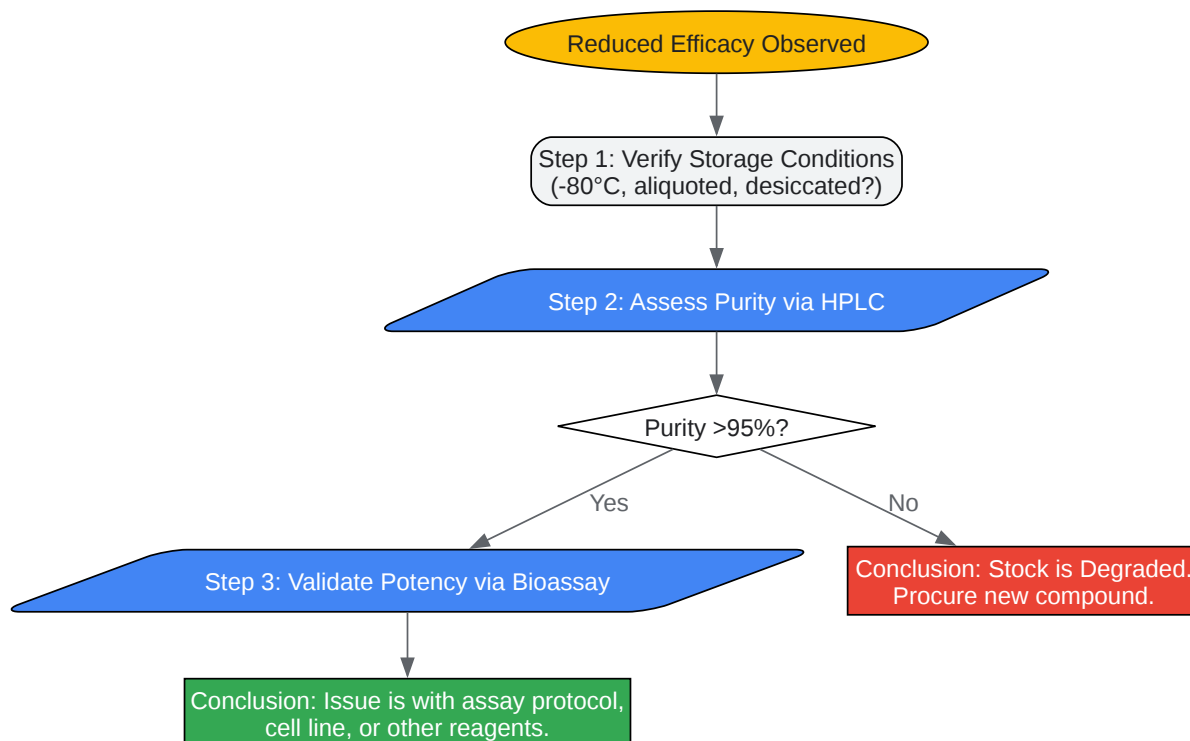 Reduced Efficacy Observed
Step 1: Verify Storage Conditions
(-80°C, aliquoted, desiccated?)
Step 2: Assess Purity via HPLC
Purity >95%?
Yes
No
Step 3: Validate Potency via Bioassay
Conclusion: Stock is Degraded.
Procure new compound.
Conclusion: Issue is with assay protocol,
cell line, or other reagents.